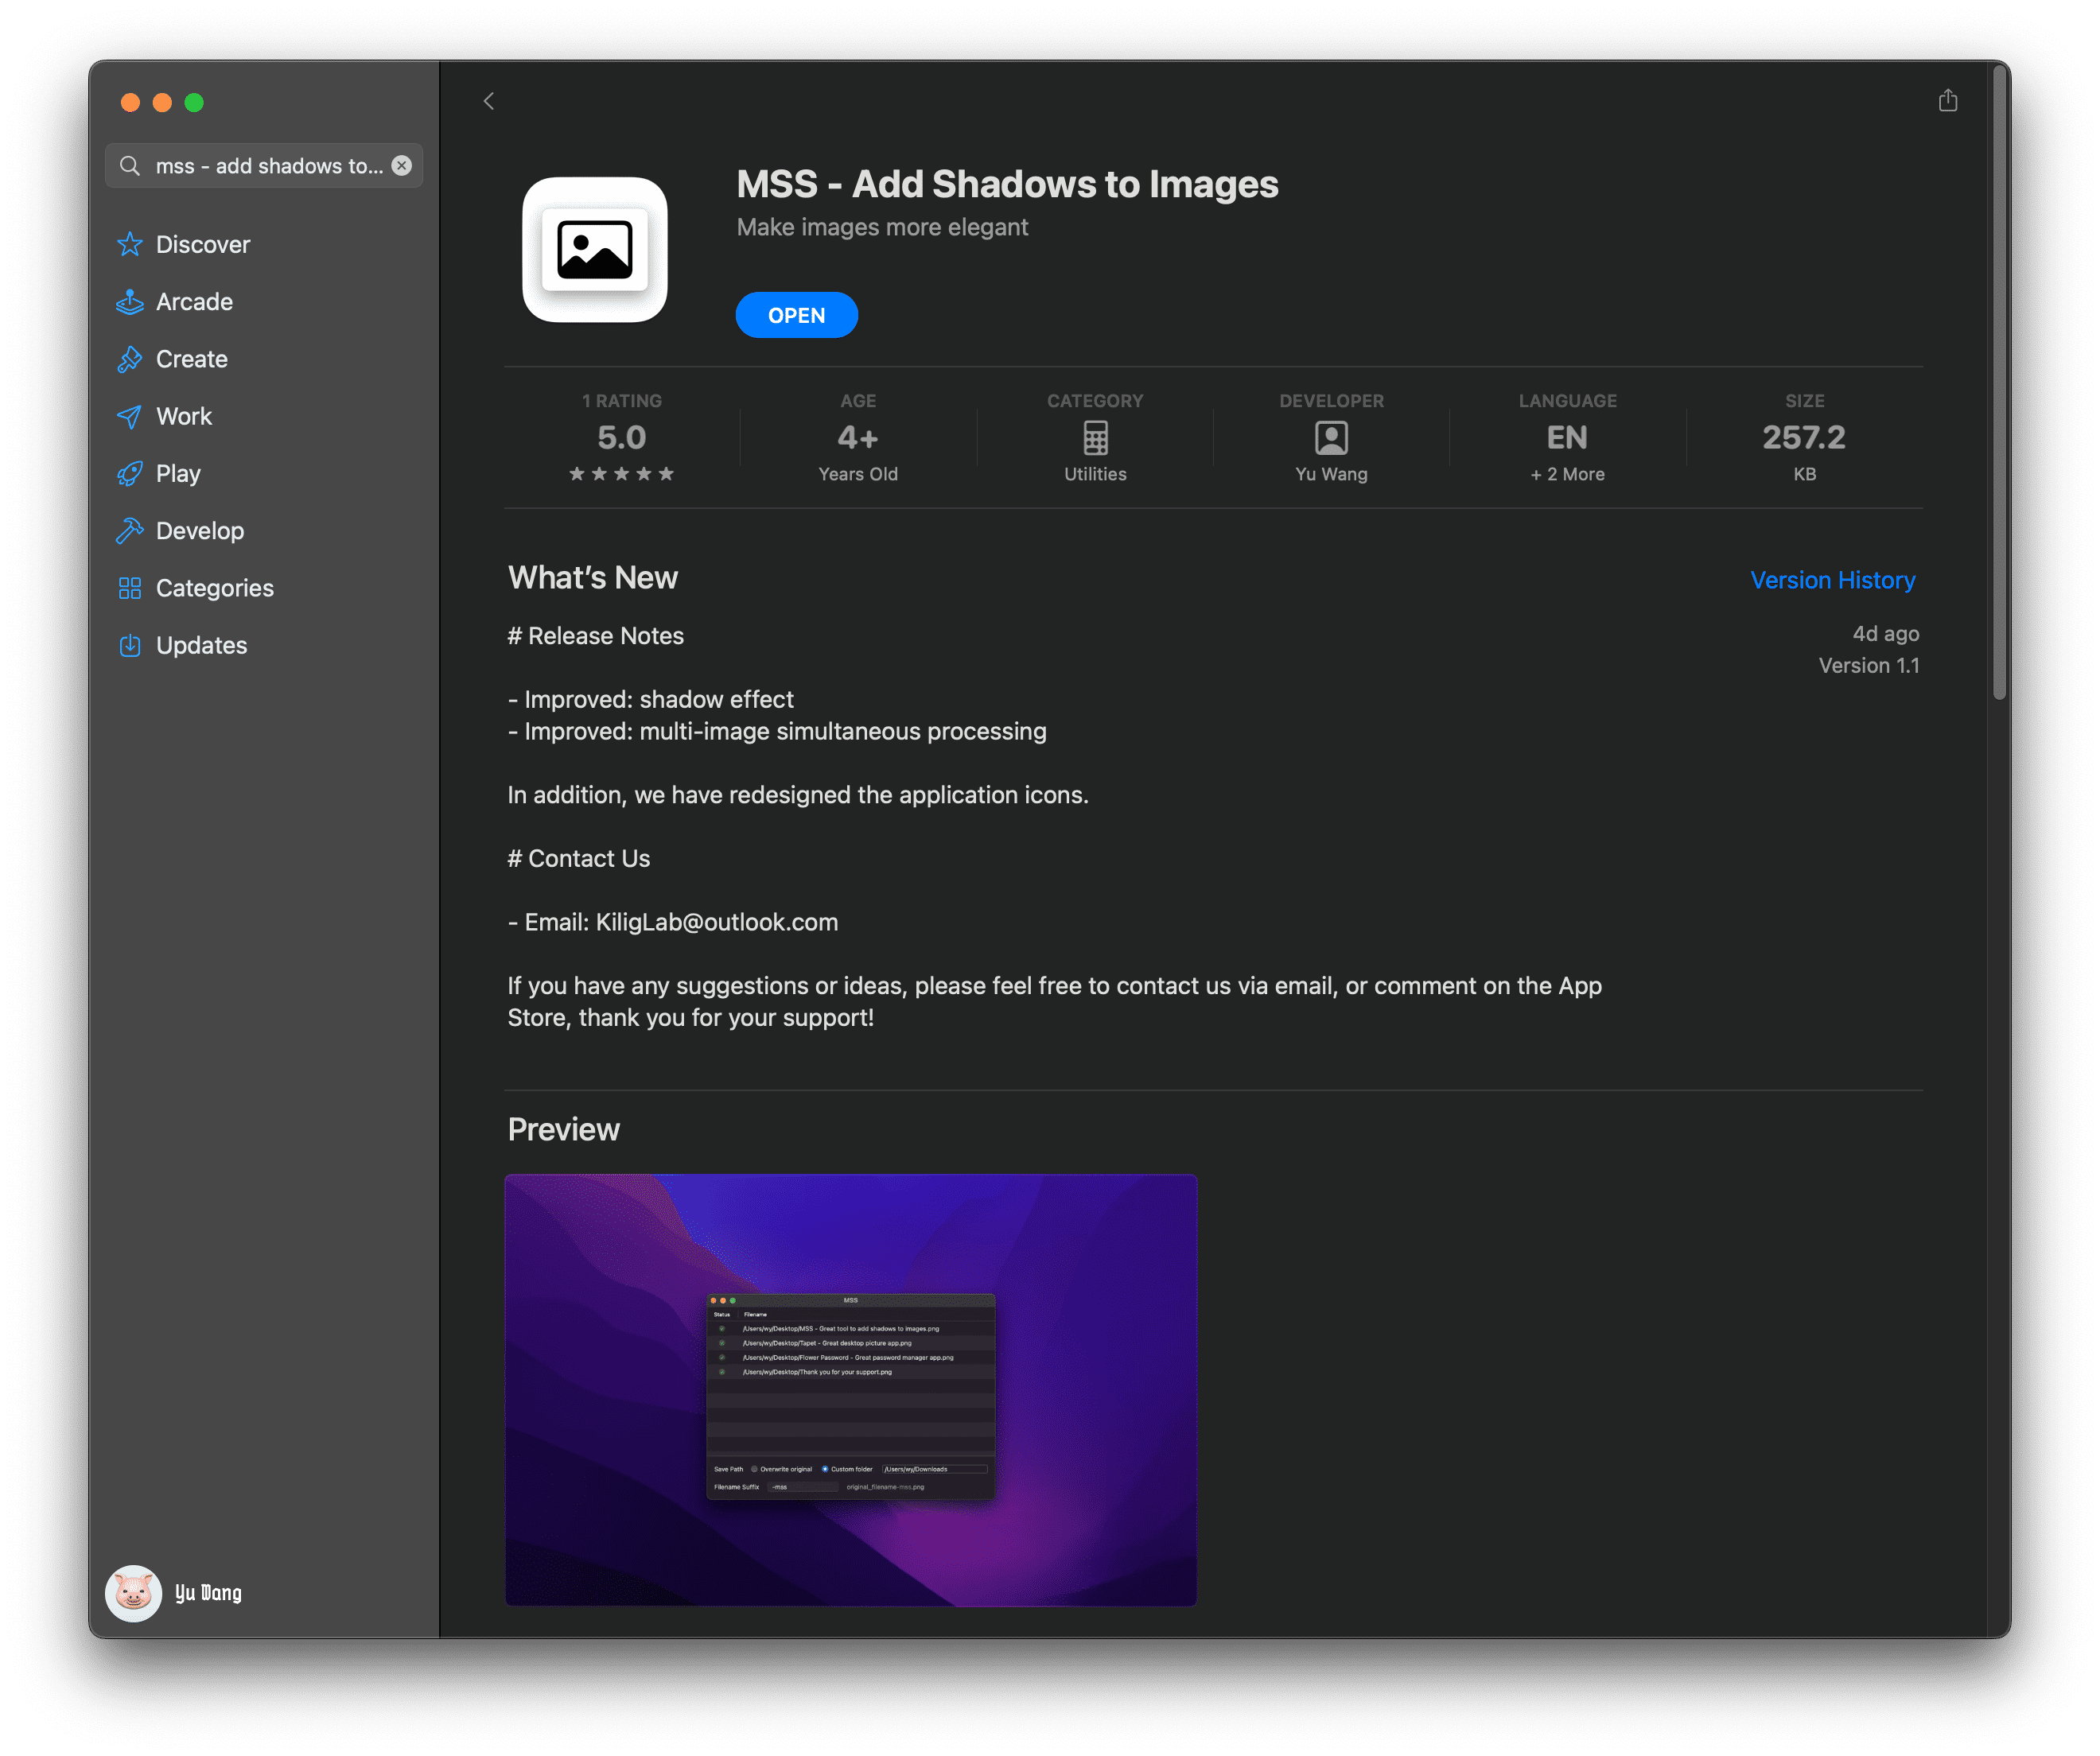 mss - add shadows to...
Discover
Arcade
Create
Work
Play
Develop
Categories
Updates
Yu Wang
MSS - Add Shadows to Images
Make images more elegant
OPEN
1 RATING
5.0
★★★★★
AGE
4+
Years Old
CATEGORY
Utilities
DEVELOPER
Yu Wang
LANGUAGE
EN
+ 2 More
SIZE
257.2
KB
What's New
Version History
# Release Notes
4d ago
Version 1.1
- Improved: shadow effect
- Improved: multi-image simultaneous processing
In addition, we have redesigned the application icons.
# Contact Us
- Email: KiligLab@outlook.com
If you have any suggestions or ideas, please feel free to contact us via email, or comment on the App
Store, thank you for your support!
Preview
MSS
Status Filename
/Users/wy/Desktop/MSS - Great tool to add shadows to images.png
/Users/wy/Desktop/Tapet - Great desktop picture app.png
/Users/wy/Desktop/Flower Password - Great password manager app.png
/Users/wy/Desktop/Thank you for your support.png
Save Path Overwrite original Custom folder /Users/wy/Downloads
Filename Suffix -mss original_filename-mss.png